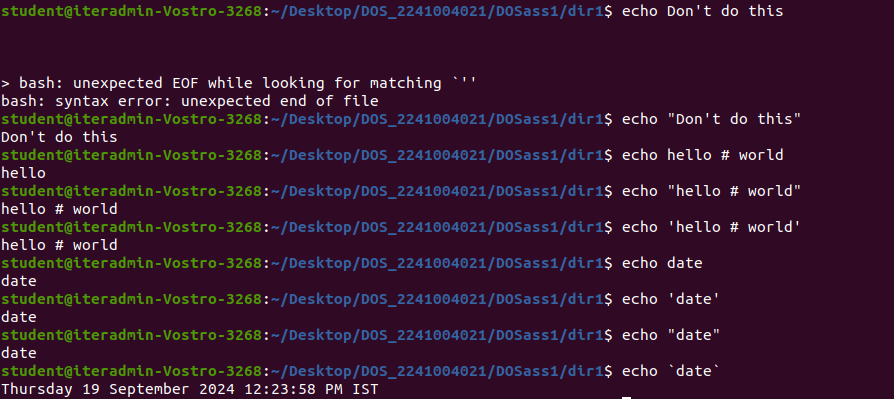 student@iteradmin-Vostro-3268:~/Desktop/DOS_2241004021/DOSass1/dir1$ echo Don't do this
> bash: unexpected EOF while looking for matching `''
bash: syntax error: unexpected end of file
student@iteradmin-Vostro-3268:~/Desktop/DOS_2241004021/DOSass1/dir1$ echo "Don't do this"
Don't do this
student@iteradmin-Vostro-3268:~/Desktop/DOS_2241004021/DOSass1/dir1$ echo hello # world
hello
student@iteradmin-Vostro-3268:~/Desktop/DOS_2241004021/DOSass1/dir1$ echo "hello # world"
hello # world
student@iteradmin-Vostro-3268:~/Desktop/DOS_2241004021/DOSass1/dir1$ echo 'hello # world'
hello # world
student@iteradmin-Vostro-3268:~/Desktop/DOS_2241004021/DOSass1/dir1$ echo date
date
student@iteradmin-Vostro-3268:~/Desktop/DOS_2241004021/DOSass1/dir1$ echo 'date'
date
student@iteradmin-Vostro-3268:~/Desktop/DOS_2241004021/DOSass1/dir1$ echo "date"
date
student@iteradmin-Vostro-3268:~/Desktop/DOS_2241004021/DOSass1/dir1$ echo `date`
Thursday 19 September 2024 12:23:58 PM IST